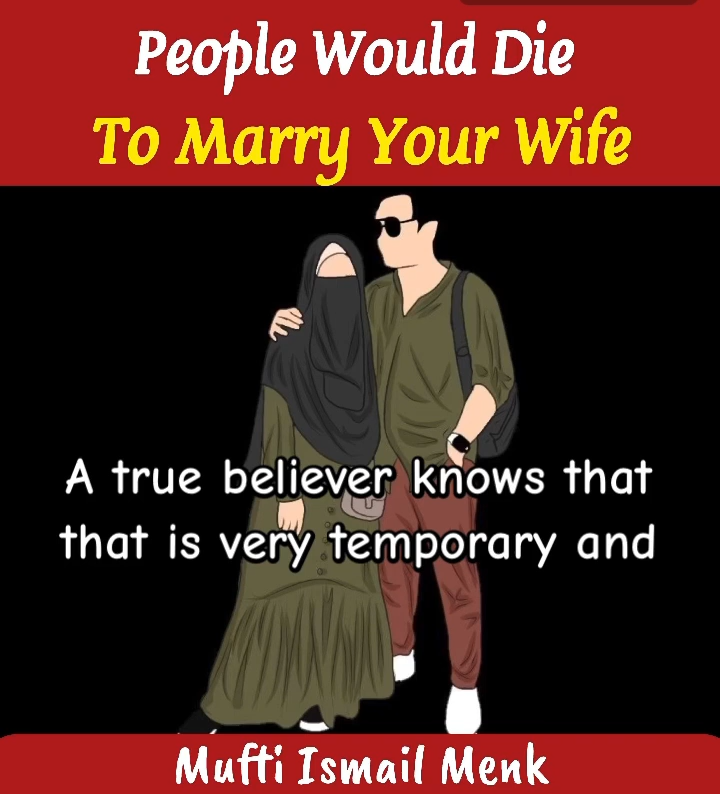 People Would Die
To Marry Your Wife
A true believer knows that
that is very temporary and
Mufti Ismail Menk